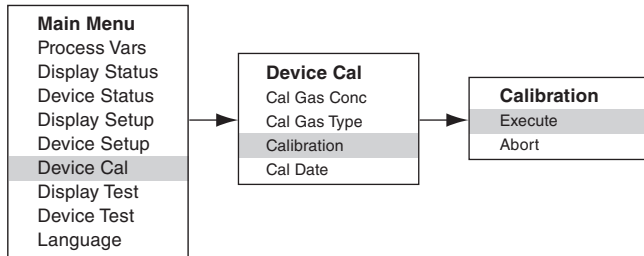 Main Menu
Process Vars
Display Status
Device Status
Display Setup
Device Setup
Device Cal
Display Test
Device Test
Language
Device Cal
Cal Gas Conc
Cal Gas Type
Calibration
Cal Date
Calibration
Execute
Abort